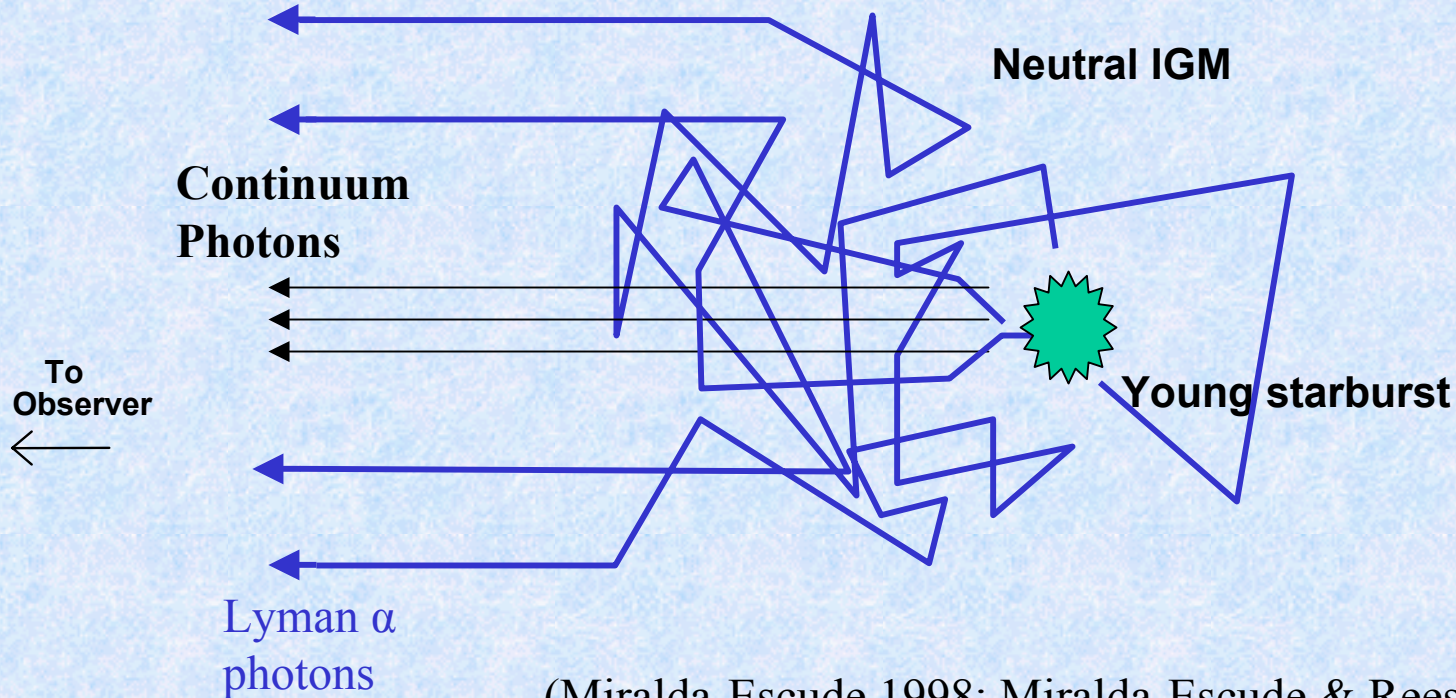 Neutral IGM
Continuum
Photons
To
Observer
Young starburst
Lyman α
photons
(Miralda-Escude 1998; Miralda-Escude & Rees